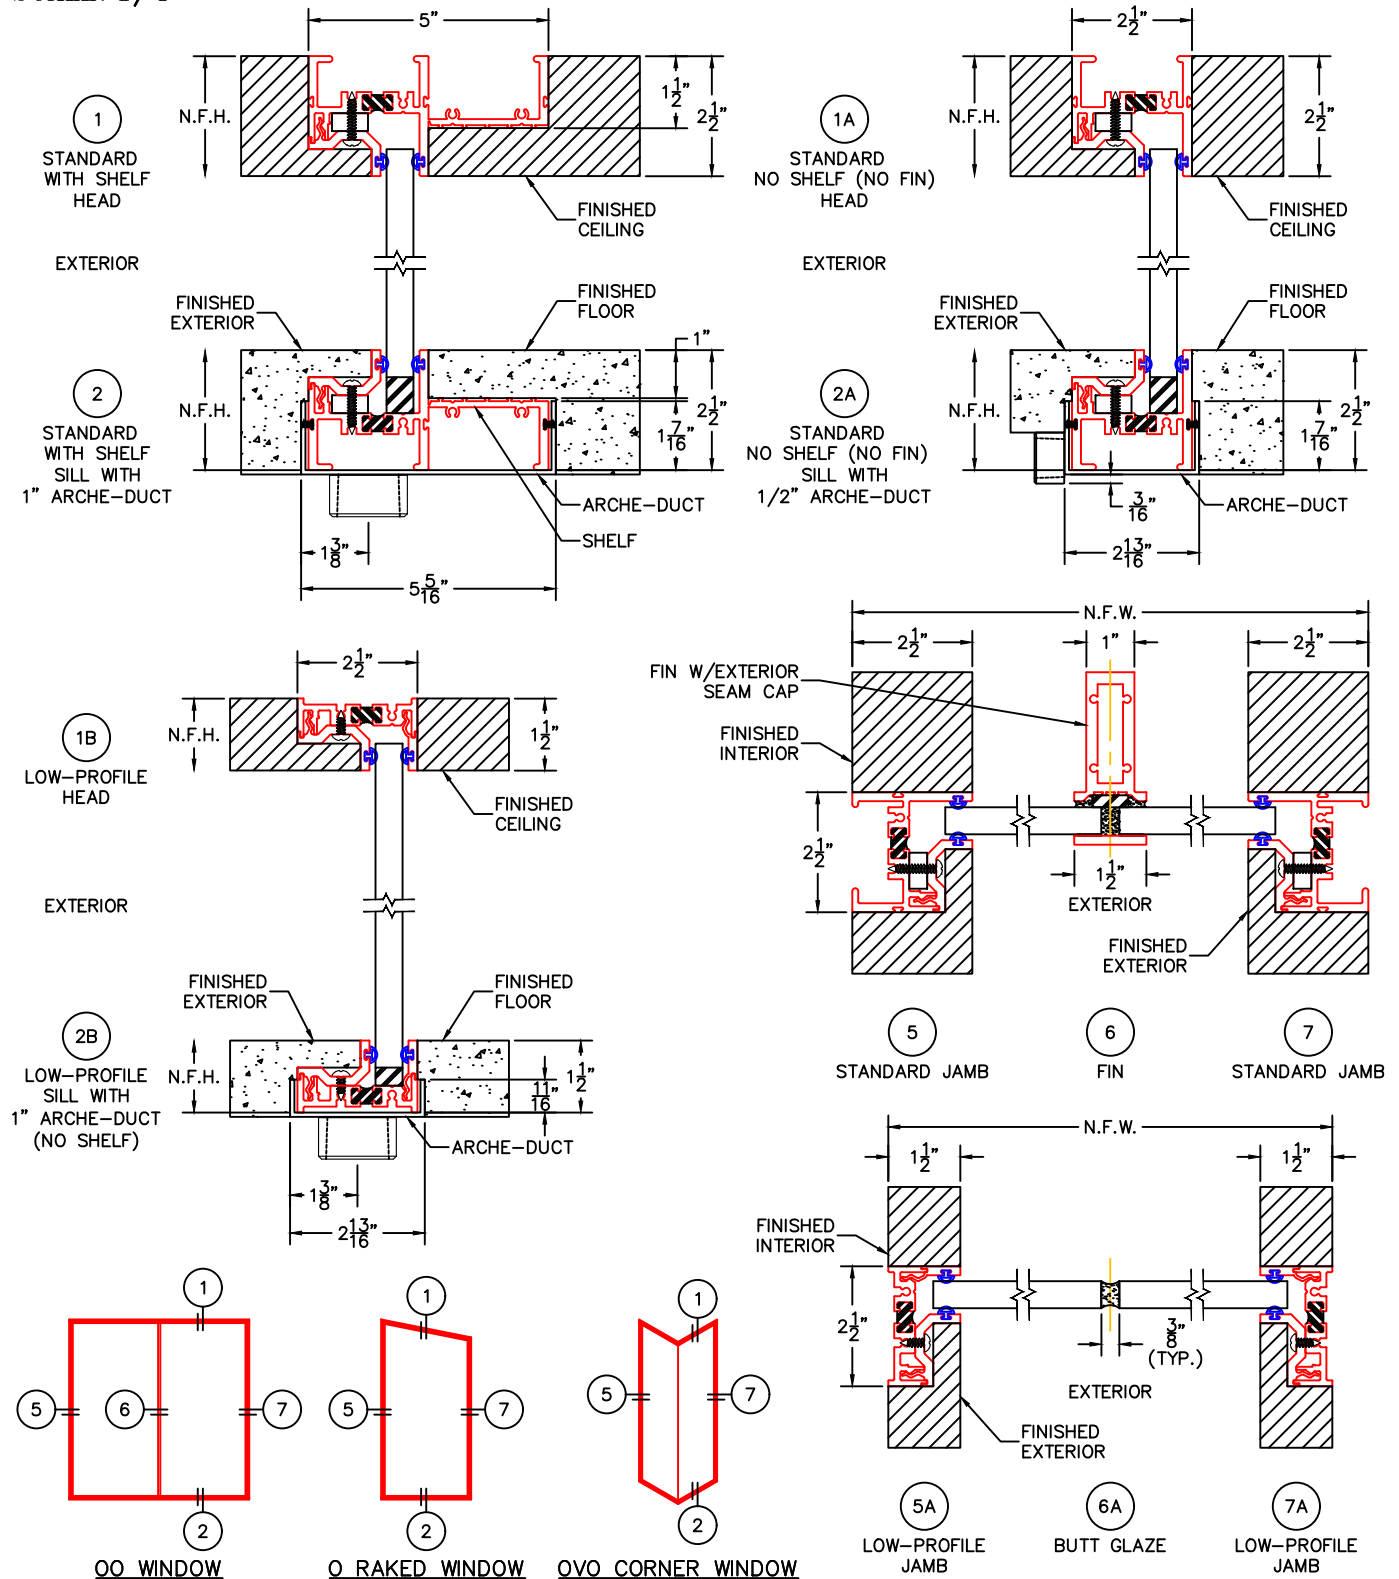 5"
1
STANDARD
WITH SHELF
HEAD
N.F.H.
1 1/2"
2 1/2"
FINISHED
CEILING
EXTERIOR
FINISHED
EXTERIOR
FINISHED
FLOOR
2
STANDARD
WITH SHELF
SILL WITH
1" ARCHE-DUCT
N.F.H.
1"
2 1/2"
1 7/16"
ARCHE-DUCT
SHELF
1 3/8"
5 5/16"
2 1/2"
1A
STANDARD
NO SHELF (NO FIN)
HEAD
N.F.H.
2 1/2"
FINISHED
CEILING
EXTERIOR
FINISHED
EXTERIOR
FINISHED
FLOOR
2A
STANDARD
NO SHELF (NO FIN)
SILL WITH
1/2" ARCHE-DUCT
N.F.H.
2 1/2"
1 7/16"
3/16"
ARCHE-DUCT
2 13/16"
2 1/2"
1B
LOW-PROFILE
HEAD
N.F.H.
1 1/2"
FINISHED
CEILING
EXTERIOR
FINISHED
EXTERIOR
FINISHED
FLOOR
2B
LOW-PROFILE
SILL WITH
1" ARCHE-DUCT
(NO SHELF)
N.F.H.
11/16"
1 1/2"
ARCHE-DUCT
1 3/8"
2 13/16"
N.F.W.
2 1/2"
1"
2 1/2"
FIN W/EXTERIOR
SEAM CAP
FINISHED
INTERIOR
2 1/2"
1 1/2"
EXTERIOR
FINISHED
EXTERIOR
5
STANDARD JAMB
6
FIN
7
STANDARD JAMB
N.F.W.
1 1/2"
1 1/2"
FINISHED
INTERIOR
2 1/2"
3/8"
(TYP.)
EXTERIOR
FINISHED
EXTERIOR
5A
LOW-PROFILE
JAMB
6A
BUTT GLAZE
7A
LOW-PROFILE
JAMB
1
5
6
7
2
OO WINDOW
1
5
7
2
O RAKED WINDOW
1
5
7
2
OVO CORNER WINDOW